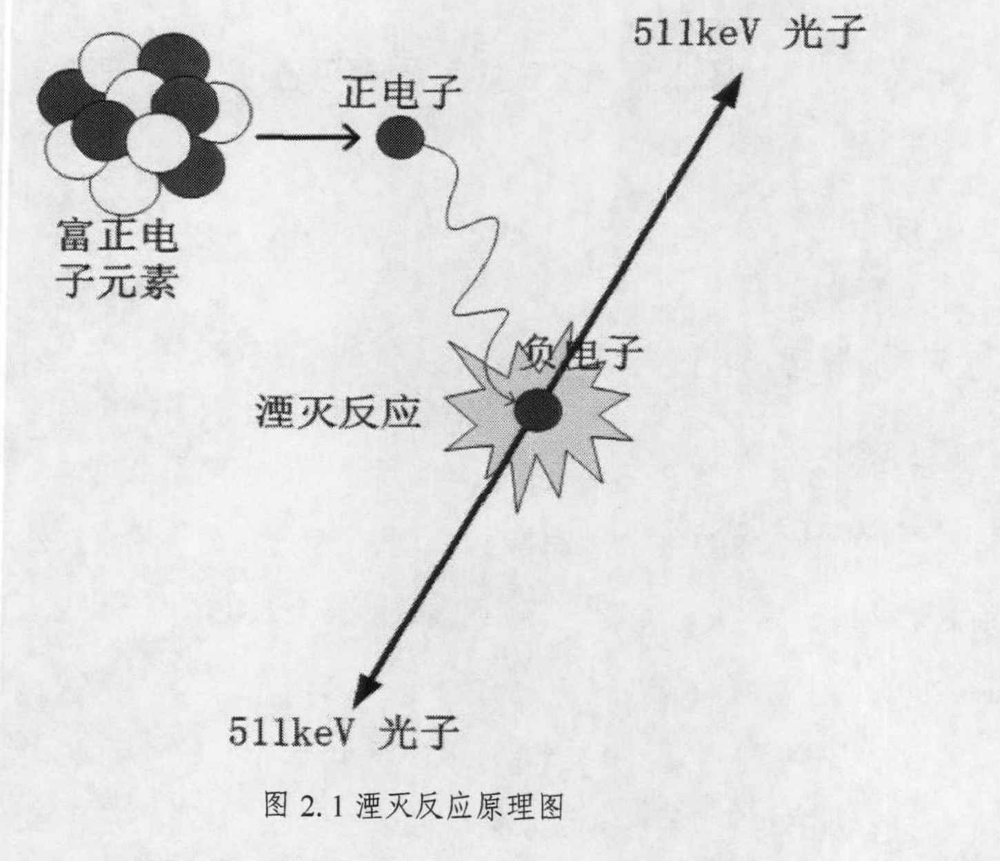 511keV 光子
正电子
富正电
子元素
负电子
湮灭反应
511keV 光子
图 2.1 湮灭反应原理图